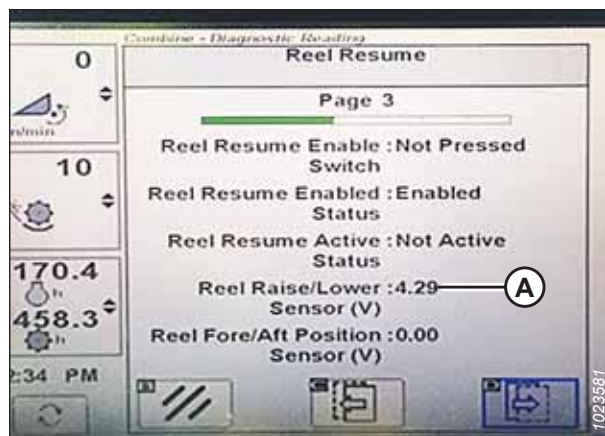 Combine - Diagnostic Reading
Reel Resume
Page 3
Reel Resume Enable :Not Pressed
Switch
Reel Resume Enabled :Enabled
Status
Reel Resume Active :Not Active
Status
Reel Raise/Lower :4.29
Sensor (V)
Reel Fore/Aft Position :0.00
Sensor (V)
0
10
170.4
h
458.3
h
:34 PM
A
1023581